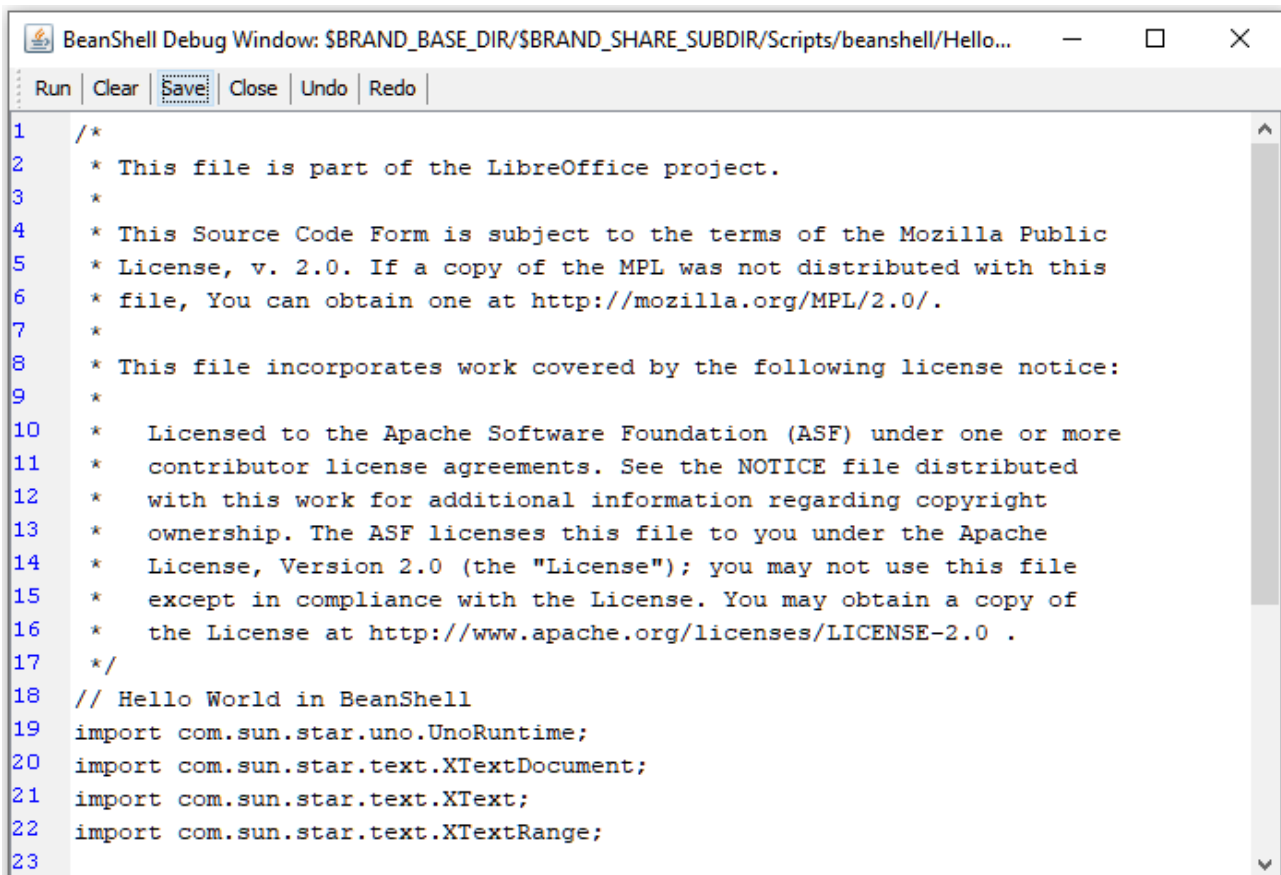 BeanShell Debug Window: $BRAND_BASE_DIR/$BRAND_SHARE_SUBDIR/Scripts/beanshell/Hello...
Run Clear Save Close Undo Redo
1 /*
2  * This file is part of the LibreOffice project.
3  *
4  * This Source Code Form is subject to the terms of the Mozilla Public
5  * License, v. 2.0. If a copy of the MPL was not distributed with this
6  * file, You can obtain one at http://mozilla.org/MPL/2.0/.
7  *
8  * This file incorporates work covered by the following license notice:
9  *
10  *   Licensed to the Apache Software Foundation (ASF) under one or more
11  *   contributor license agreements. See the NOTICE file distributed
12  *   with this work for additional information regarding copyright
13  *   ownership. The ASF licenses this file to you under the Apache
14  *   License, Version 2.0 (the "License"); you may not use this file
15  *   except in compliance with the License. You may obtain a copy of
16  *   the License at http://www.apache.org/licenses/LICENSE-2.0 .
17  */
18 // Hello World in BeanShell
19 import com.sun.star.uno.UnoRuntime;
20 import com.sun.star.text.XTextDocument;
21 import com.sun.star.text.XText;
22 import com.sun.star.text.XTextRange;
23